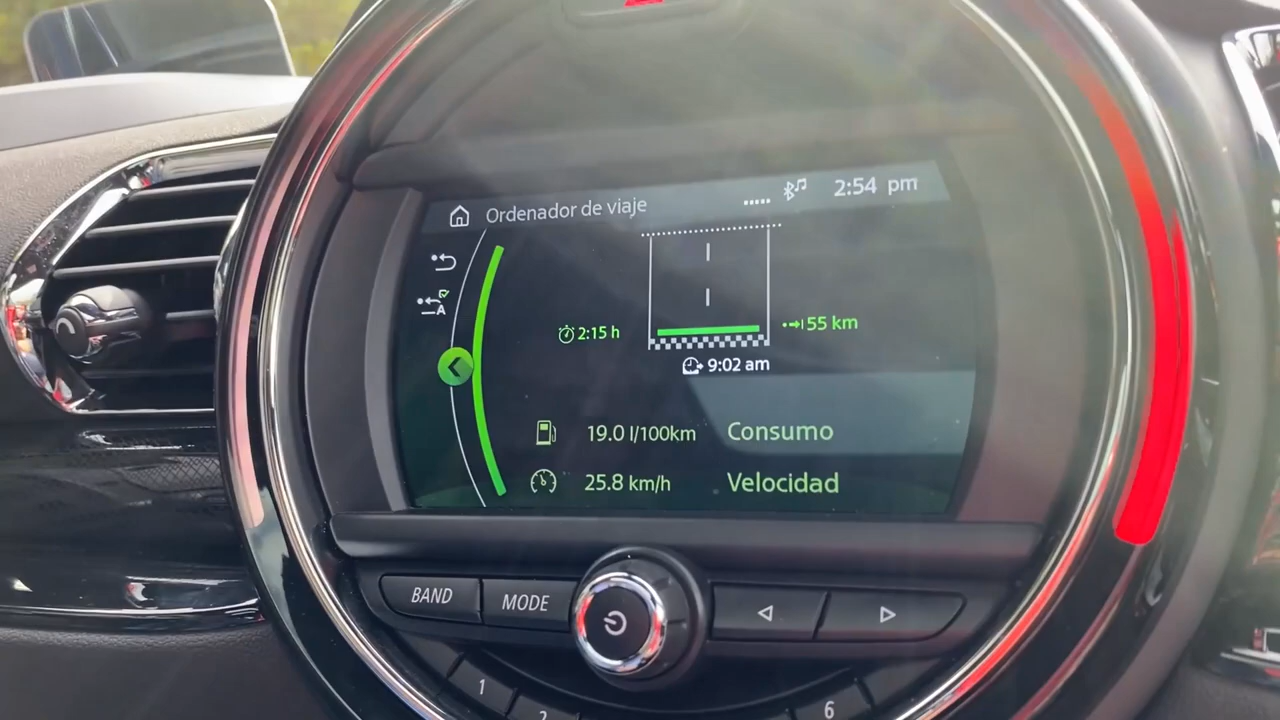 Ordenador de viaje
2:54 pm
A
2:15 h
55 km
9:02 am
19.0 l/100km Consumo
25.8 km/h Velocidad
BAND
MODE
1
2
6